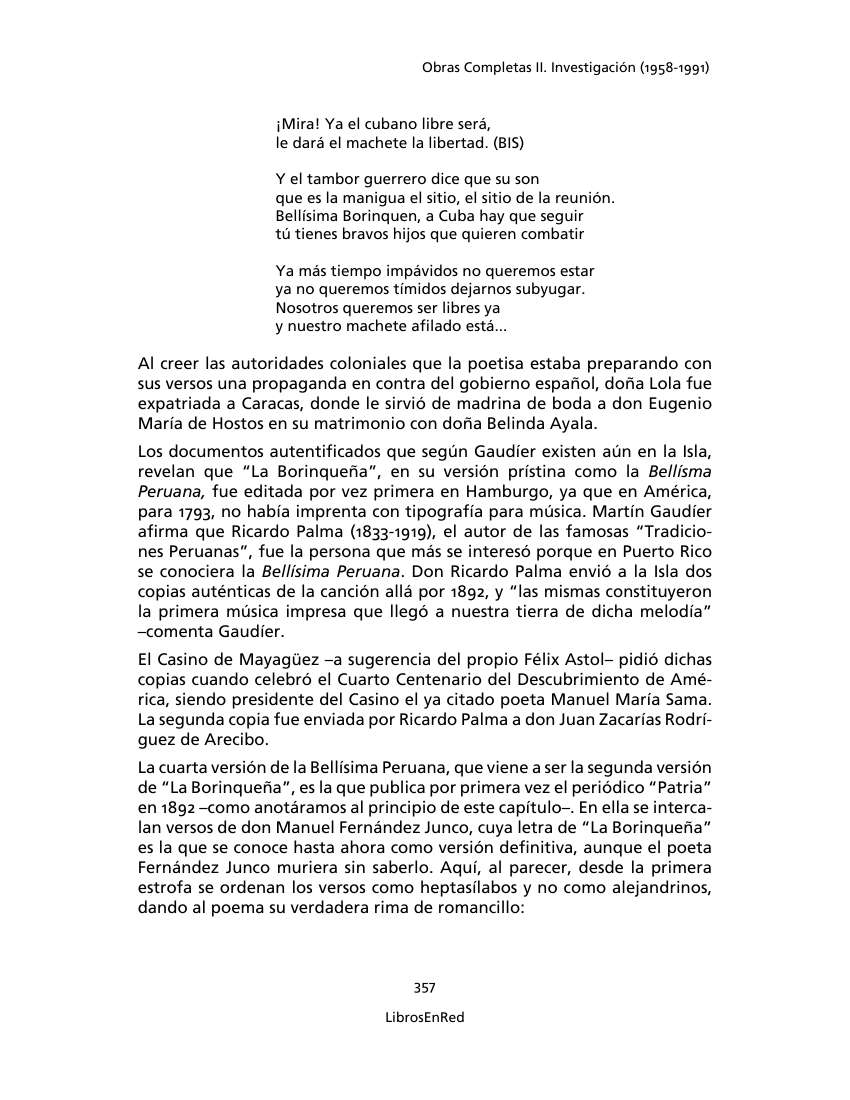 Obras Completas II. Investigación (1958-1991)
¡Mira! Ya el cubano libre será,
le dará el machete la libertad. (BIS)
Y el tambor guerrero dice que su son
que es la manigua el sitio, el sitio de la reunión.
Bellísima Borinquen, a Cuba hay que seguir
tú tienes bravos hijos que quieren combatir
Ya más tiempo impávidos no queremos estar
ya no queremos tímidos dejarnos subyugar.
Nosotros queremos ser libres ya
y nuestro machete afilado está...
Al creer las autoridades coloniales que la poetisa estaba preparando con
sus versos una propaganda en contra del gobierno español, doña Lola fue
expatriada a Caracas, donde le sirvió de madrina de boda a don Eugenio
María de Hostos en su matrimonio con doña Belinda Ayala.
Los documentos autentificados que según Gaudíer existen aún en la Isla,
revelan que “La Borinqueña”, en su versión prístina como la Bellísma
Peruana, fue editada por vez primera en Hamburgo, ya que en América,
para 1793, no había imprenta con tipografía para música. Martín Gaudíer
afirma que Ricardo Palma (1833-1919), el autor de las famosas “Tradicio-
nes Peruanas”, fue la persona que más se interesó porque en Puerto Rico
se conociera la Bellísima Peruana. Don Ricardo Palma envió a la Isla dos
copias auténticas de la canción allá por 1892, y “las mismas constituyeron
la primera música impresa que llegó a nuestra tierra de dicha melodía”
–comenta Gaudíer.
El Casino de Mayagüez –a sugerencia del propio Félix Astol– pidió dichas
copias cuando celebró el Cuarto Centenario del Descubrimiento de Amé-
rica, siendo presidente del Casino el ya citado poeta Manuel María Sama.
La segunda copia fue enviada por Ricardo Palma a don Juan Zacarías Rodrí-
guez de Arecibo.
La cuarta versión de la Bellísima Peruana, que viene a ser la segunda versión
de “La Borinqueña”, es la que publica por primera vez el periódico “Patria”
en 1892 –como anotáramos al principio de este capítulo–. En ella se interca-
lan versos de don Manuel Fernández Junco, cuya letra de “La Borinqueña”
es la que se conoce hasta ahora como versión definitiva, aunque el poeta
Fernández Junco muriera sin saberlo. Aquí, al parecer, desde la primera
estrofa se ordenan los versos como heptasílabos y no como alejandrinos,
dando al poema su verdadera rima de romancillo:
357
LibrosEnRed